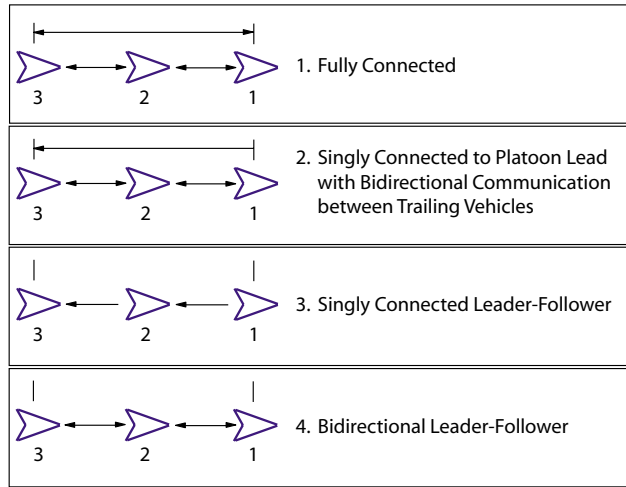 1. Fully Connected
3 2 1
2. Singly Connected to Platoon Lead
with Bidirectional Communication
between Trailing Vehicles
3 2 1
3. Singly Connected Leader-Follower
3 2 1
4. Bidirectional Leader-Follower
3 2 1